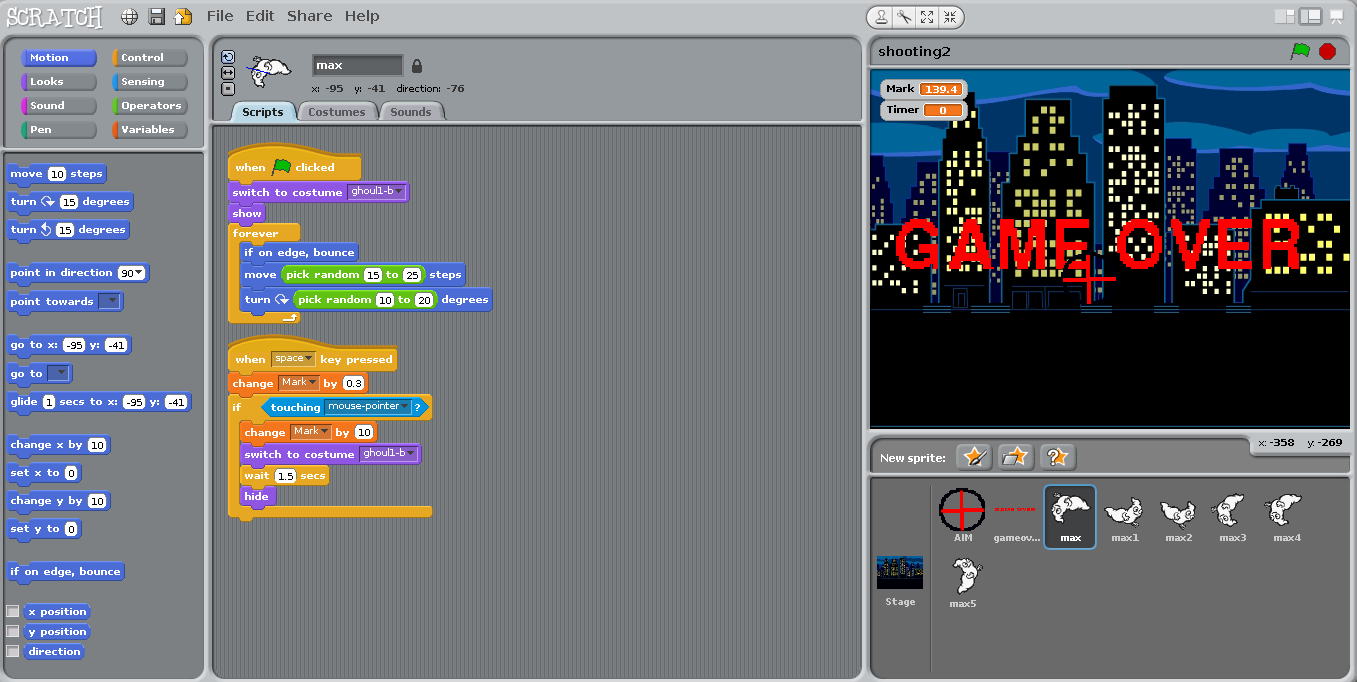 SCRATCH
File Edit Share Help
Motion Control
Looks Sensing
Sound Operators
Pen Variables
move 10 steps
turn 15 degrees
turn 15 degrees
point in direction 90
point towards
go to x: -95 y: -41
go to
glide 1 secs to x: -95 y: -41
change x by 10
set x to 0
change y by 10
set y to 0
if on edge, bounce
x position
y position
direction
max
x: -95 y: -41 direction: -76
Scripts Costumes Sounds
when clicked
switch to costume ghoul1-b
show
forever
if on edge, bounce
move pick random 15 to 25 steps
turn pick random 10 to 20 degrees
when space key pressed
change Mark by 0.3
if touching mouse-pointer ?
change Mark by 10
switch to costume ghoul1-b
wait 1.5 secs
hide
shooting2
Mark 139.4
Timer 0
GAME OVER
x: -358 y: -269
New sprite:
AIM gameov... max max1 max2 max3 max4
max5
Stage